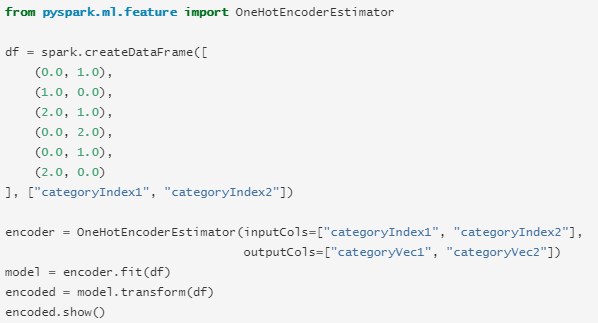 from pyspark.ml.feature import OneHotEncoderEstimator
df = spark.createDataFrame([
    (0.0, 1.0),
    (1.0, 0.0),
    (2.0, 1.0),
    (0.0, 2.0),
    (0.0, 1.0),
    (2.0, 0.0)
], ["categoryIndex1", "categoryIndex2"])
encoder = OneHotEncoderEstimator(inputCols=["categoryIndex1", "categoryIndex2"],
                                 outputCols=["categoryVec1", "categoryVec2"])
model = encoder.fit(df)
encoded = model.transform(df)
encoded.show()